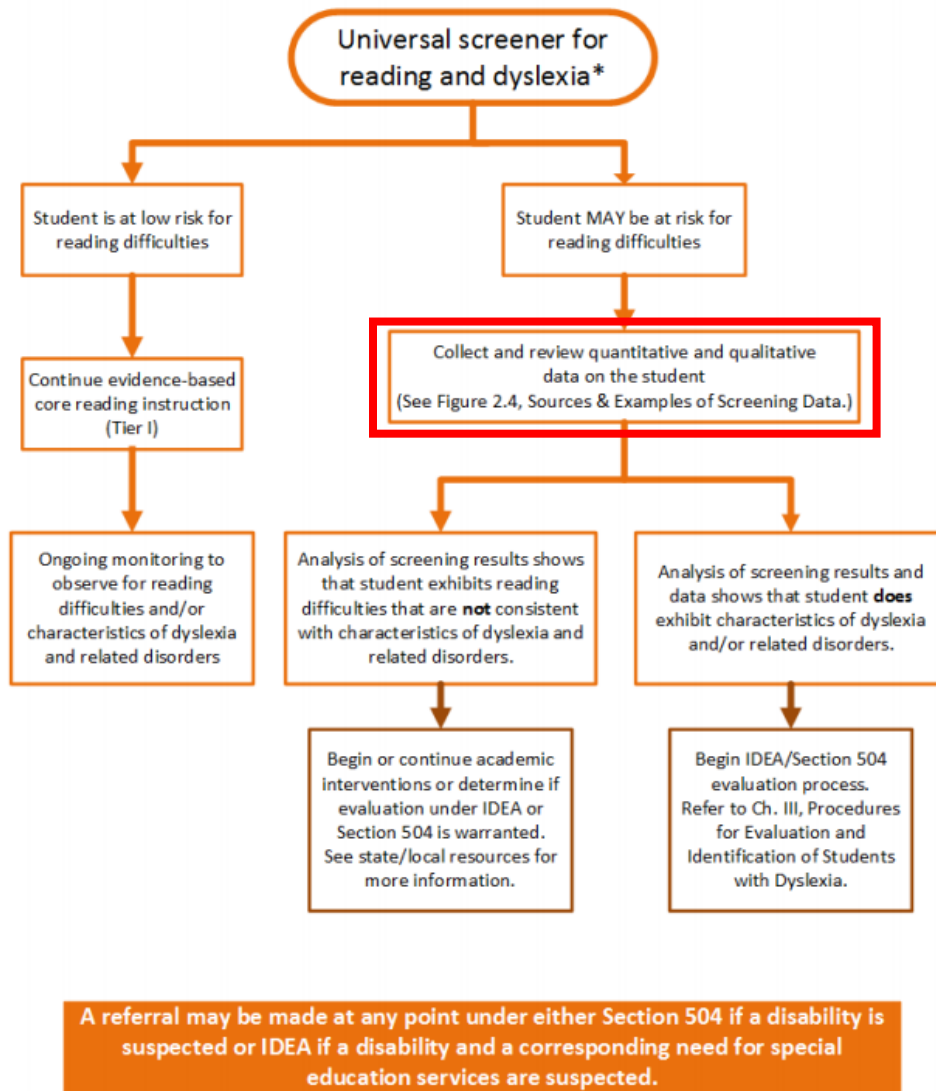 Universal screener for
reading and dyslexia*
Student is at low risk for
reading difficulties
Student MAY be at risk for
reading difficulties
Continue evidence-based
core reading instruction
(Tier I)
Collect and review quantitative and qualitative
data on the student
(See Figure 2.4, Sources & Examples of Screening Data.)
Ongoing monitoring to
observe for reading
difficulties and/or
characteristics of dyslexia
and related disorders
Analysis of screening results shows
that student exhibits reading
difficulties that are not consistent
with characteristics of dyslexia and
related disorders.
Analysis of screening results and
data shows that student does
exhibit characteristics of dyslexia
and/or related disorders.
Begin or continue academic
interventions or determine if
evaluation under IDEA or
Section 504 is warranted.
See state/local resources for
more information.
Begin IDEA/Section 504
evaluation process.
Refer to Ch. III, Procedures
for Evaluation and
Identification of Students
with Dyslexia.
A referral may be made at any point under either Section 504 if a disability is
suspected or IDEA if a disability and a corresponding need for special
education services are suspected.